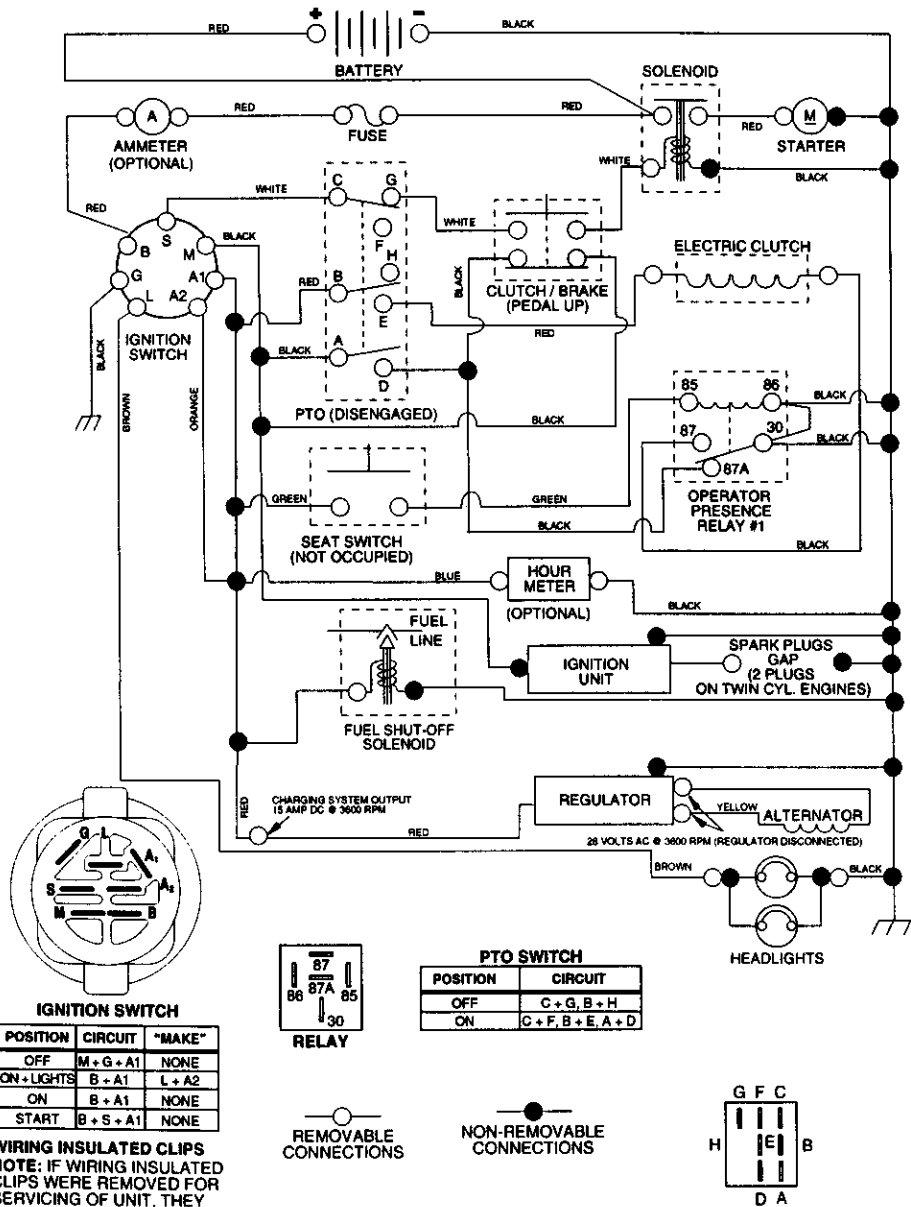 RED
+
-
BLACK
BATTERY
SOLENOID
A
RED
FUSE
RED
RED
M
STARTER
AMMETER
(OPTIONAL)
WHITE
BLACK
RED
WHITE
C
G
S
B
M
BLACK
F
WHITE
H
G
A1
L
A2
RED
B
E
BLACK
CLUTCH / BRAKE
(PEDAL UP)
ELECTRIC CLUTCH
RED
IGNITION
SWITCH
BLACK
BROWN
ORANGE
BLACK
A
D
PTO (DISENGAGED)
BLACK
85
86
BLACK
87
30
BLACK
87A
OPERATOR
PRESENCE
RELAY #1
GREEN
GREEN
SEAT SWITCH
(NOT OCCUPIED)
BLACK
BLACK
BLUE
HOUR
METER
(OPTIONAL)
BLACK
FUEL
LINE
IGNITION
UNIT
SPARK PLUGS
GAP
(2 PLUGS
ON TWIN CYL. ENGINES)
FUEL SHUT-OFF
SOLENOID
RED
CHARGING SYSTEM OUTPUT
15 AMP DC @ 3600 RPM
RED
REGULATOR
YELLOW
ALTERNATOR
28 VOLTS AC @ 3600 RPM (REGULATOR DISCONNECTED)
BROWN
BLACK
HEADLIGHTS
G L
A1
S
A2
M
B
IGNITION SWITCH
POSITION CIRCUIT "MAKE"
OFF M + G + A1 NONE
ON + LIGHTS B + A1 L + A2
ON B + A1 NONE
START B + S + A1 NONE
WIRING INSULATED CLIPS
NOTE: IF WIRING INSULATED
CLIPS WERE REMOVED FOR
SERVICING OF UNIT, THEY
87
86
87A
85
30
RELAY
PTO SWITCH
POSITION CIRCUIT
OFF C + G, B + H
ON C + F, B + E, A + D
REMOVABLE
CONNECTIONS
NON-REMOVABLE
CONNECTIONS
G F C
H E B
D A